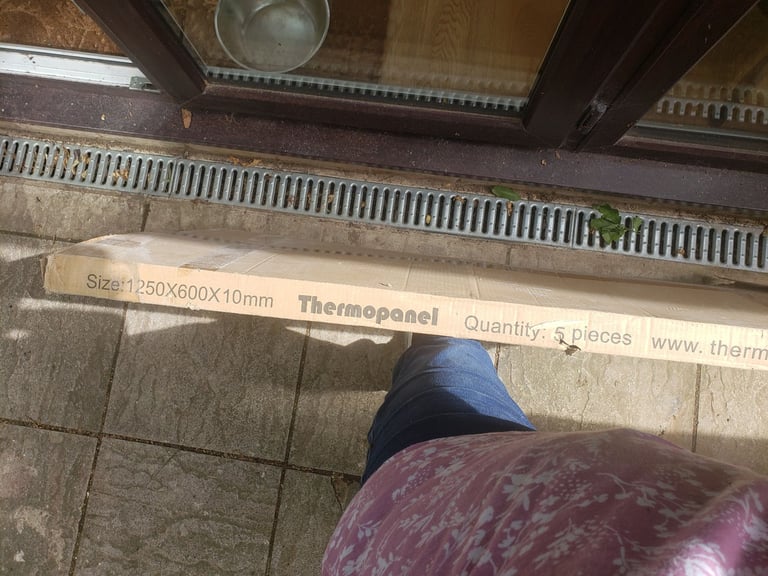 Size:1250X600X10mm Thermopanel Quantity: 5 pieces www. therm